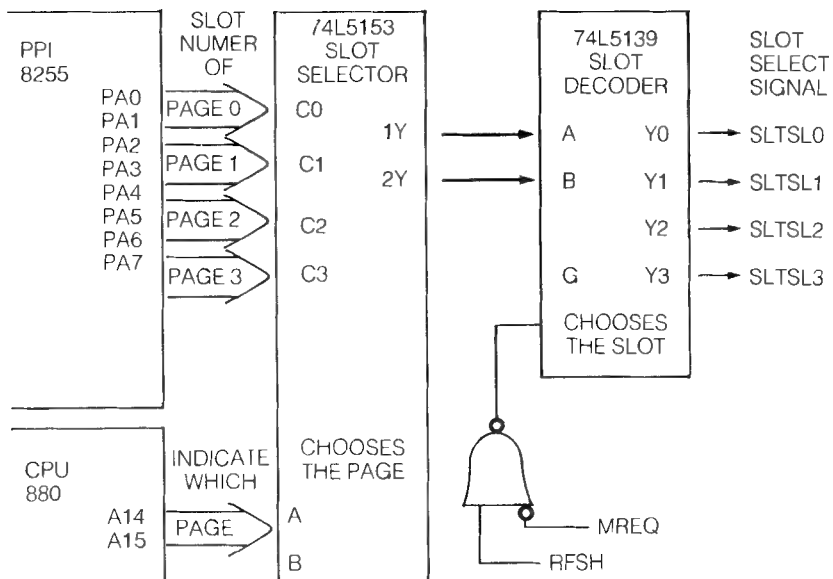 PPI
8255
PA0
PA1
PA2
PA3
PA4
PA5
PA6
PA7
SLOT
NUMER
OF
PAGE 0
PAGE 1
PAGE 2
PAGE 3
74L5153
SLOT
SELECTOR
C0
C1
C2
C3
1Y
2Y
74L5139
SLOT
DECODER
A
B
G
Y0
Y1
Y2
Y3
CHOOSES
THE SLOT
SLOT
SELECT
SIGNAL
SLTSL0
SLTSL1
SLTSL2
SLTSL3
CPU
880
A14
A15
INDICATE
WHICH
PAGE
CHOOSES
THE PAGE
A
B
MREQ
RFSH